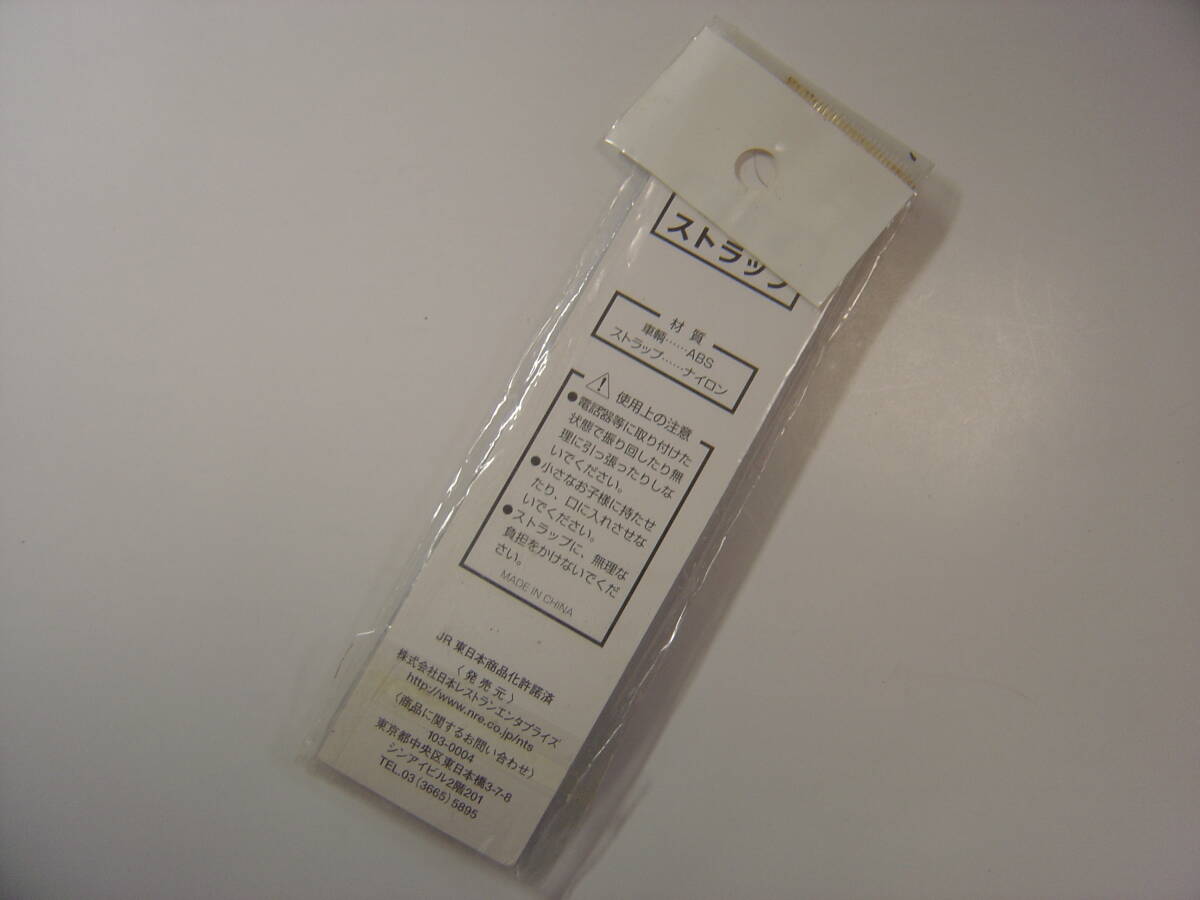 ストラップ
材質
車輌……ABS
ストラップ……ナイロン
使用上の注意
●電話器等に取り付けた
状態で振り回したり無
理に引っ張ったりしな
いでください。
●小さなお子様に持たせ
たり、口に入れさせな
いでください。
●ストラップに、無理な
負担をかけないでくだ
さい。
MADE IN CHINA
JR東日本商品化許諾済
〈発売元〉
株式会社日本レストランエンタプライズ
http://www.nre.co.jp/nts
〈商品に関するお問い合わせ〉
103-0004
東京都中央区東日本橋3-7-8
シンアイビル2階201
TEL.03(3665)5895